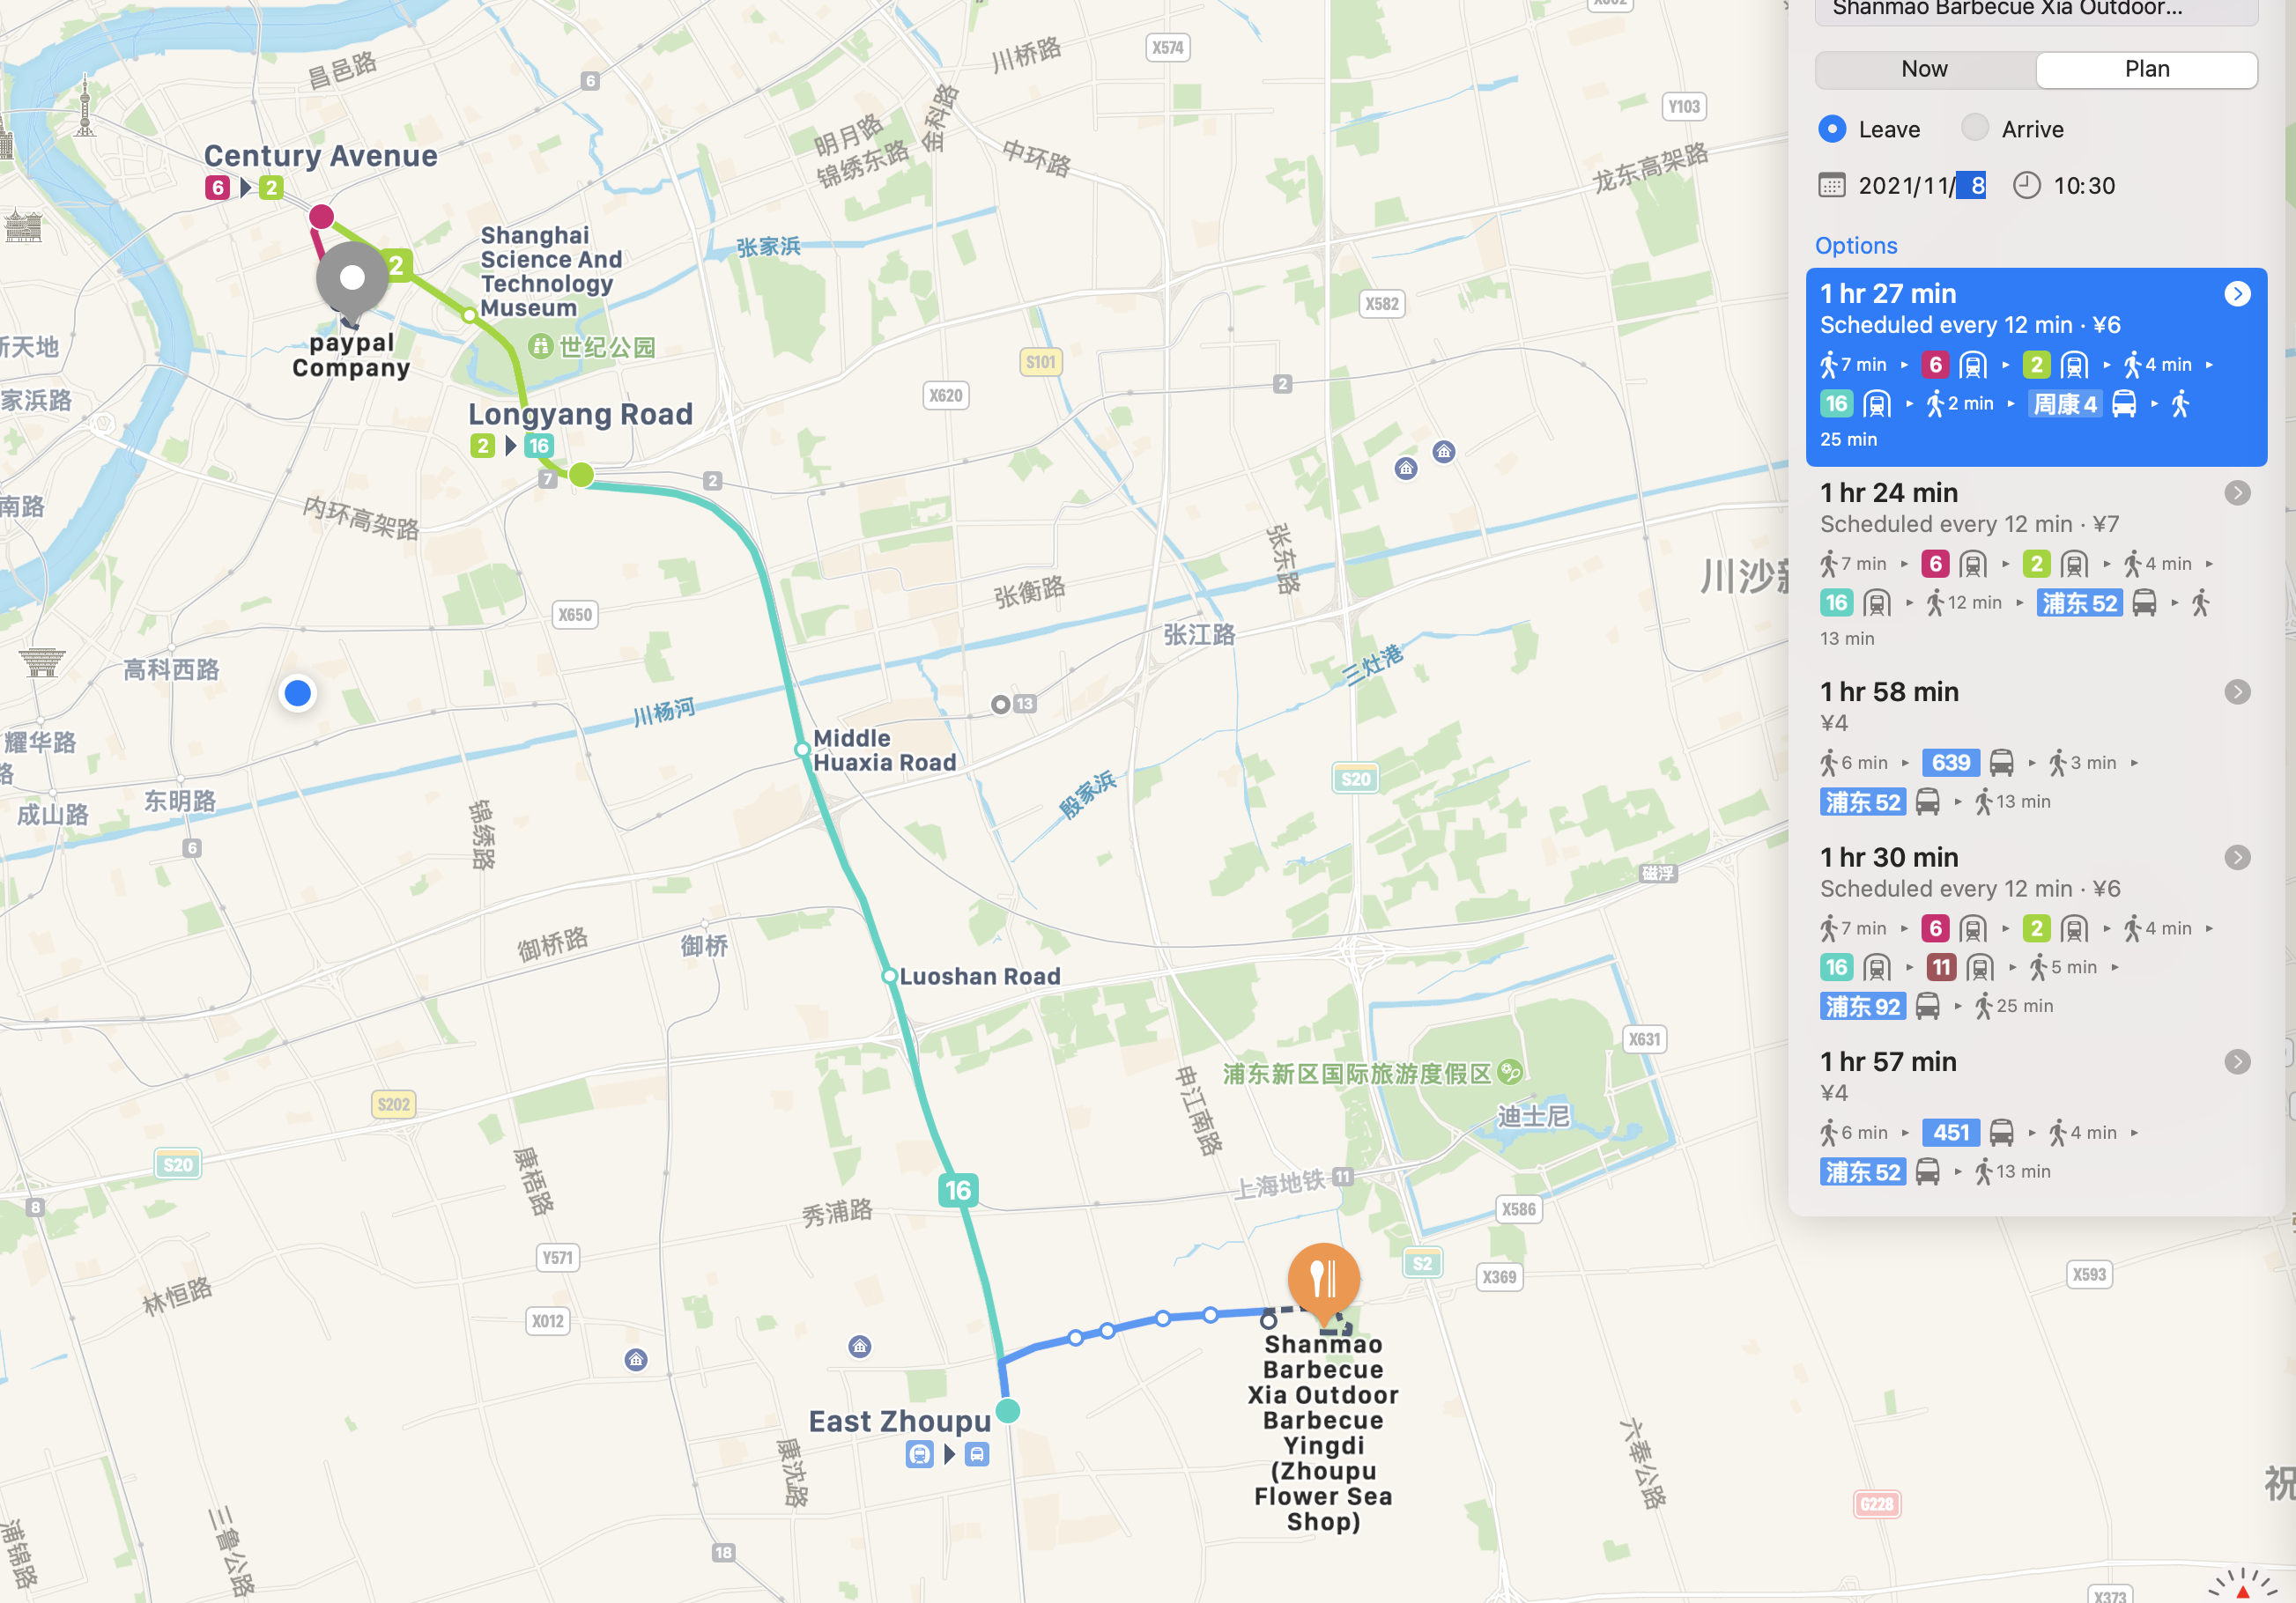 Shanmao Barbecue Xia Outdoor...
Now
Plan
Leave
Arrive
2021/11/ 8
10:30
Options
1 hr 27 min
Scheduled every 12 min · ¥6
7 min 6 2 4 min
16 2 min 周康 4
25 min
1 hr 24 min
Scheduled every 12 min · ¥7
7 min 6 2 4 min
16 12 min 浦东 52
13 min
1 hr 58 min
¥4
6 min 639 3 min
浦东 52 13 min
1 hr 30 min
Scheduled every 12 min · ¥6
7 min 6 2 4 min
16 11 5 min
浦东 92 25 min
1 hr 57 min
¥4
6 min 451 4 min
浦东 52 13 min
昌邑路
6
川桥路
X574
Y103
明月路
金科路
锦绣东路
中环路
龙东高架路
Century Avenue
6 2
2
Shanghai
Science And
Technology
Museum
张家浜
X582
paypal
Company
世纪公园
新天地
S101
2
X620
家浜路
Longyang Road
2 16
7
2
南路
内环高架路
张东路
川沙
张衡路
X650
张江路
高科西路
三灶港
13
川杨河
Middle
Huaxia Road
耀华路
路
S20
殷家浜
东明路
成山路
锦绣路
6
磁浮
御桥路
御桥
Luoshan Road
X631
浦东新区国际旅游度假区
S202
申江南路
迪士尼
S20
康梧路
8
16
上海地铁 11
秀浦路
X586
Y571
S2
X369
X593
林恒路
X012
Shanmao
Barbecue
Xia Outdoor
Barbecue
Yingdi
(Zhoupu
Flower Sea
Shop)
East Zhoupu
康沈路
六奉公路
祝
G228
三鲁公路
浦锦路
18
X373